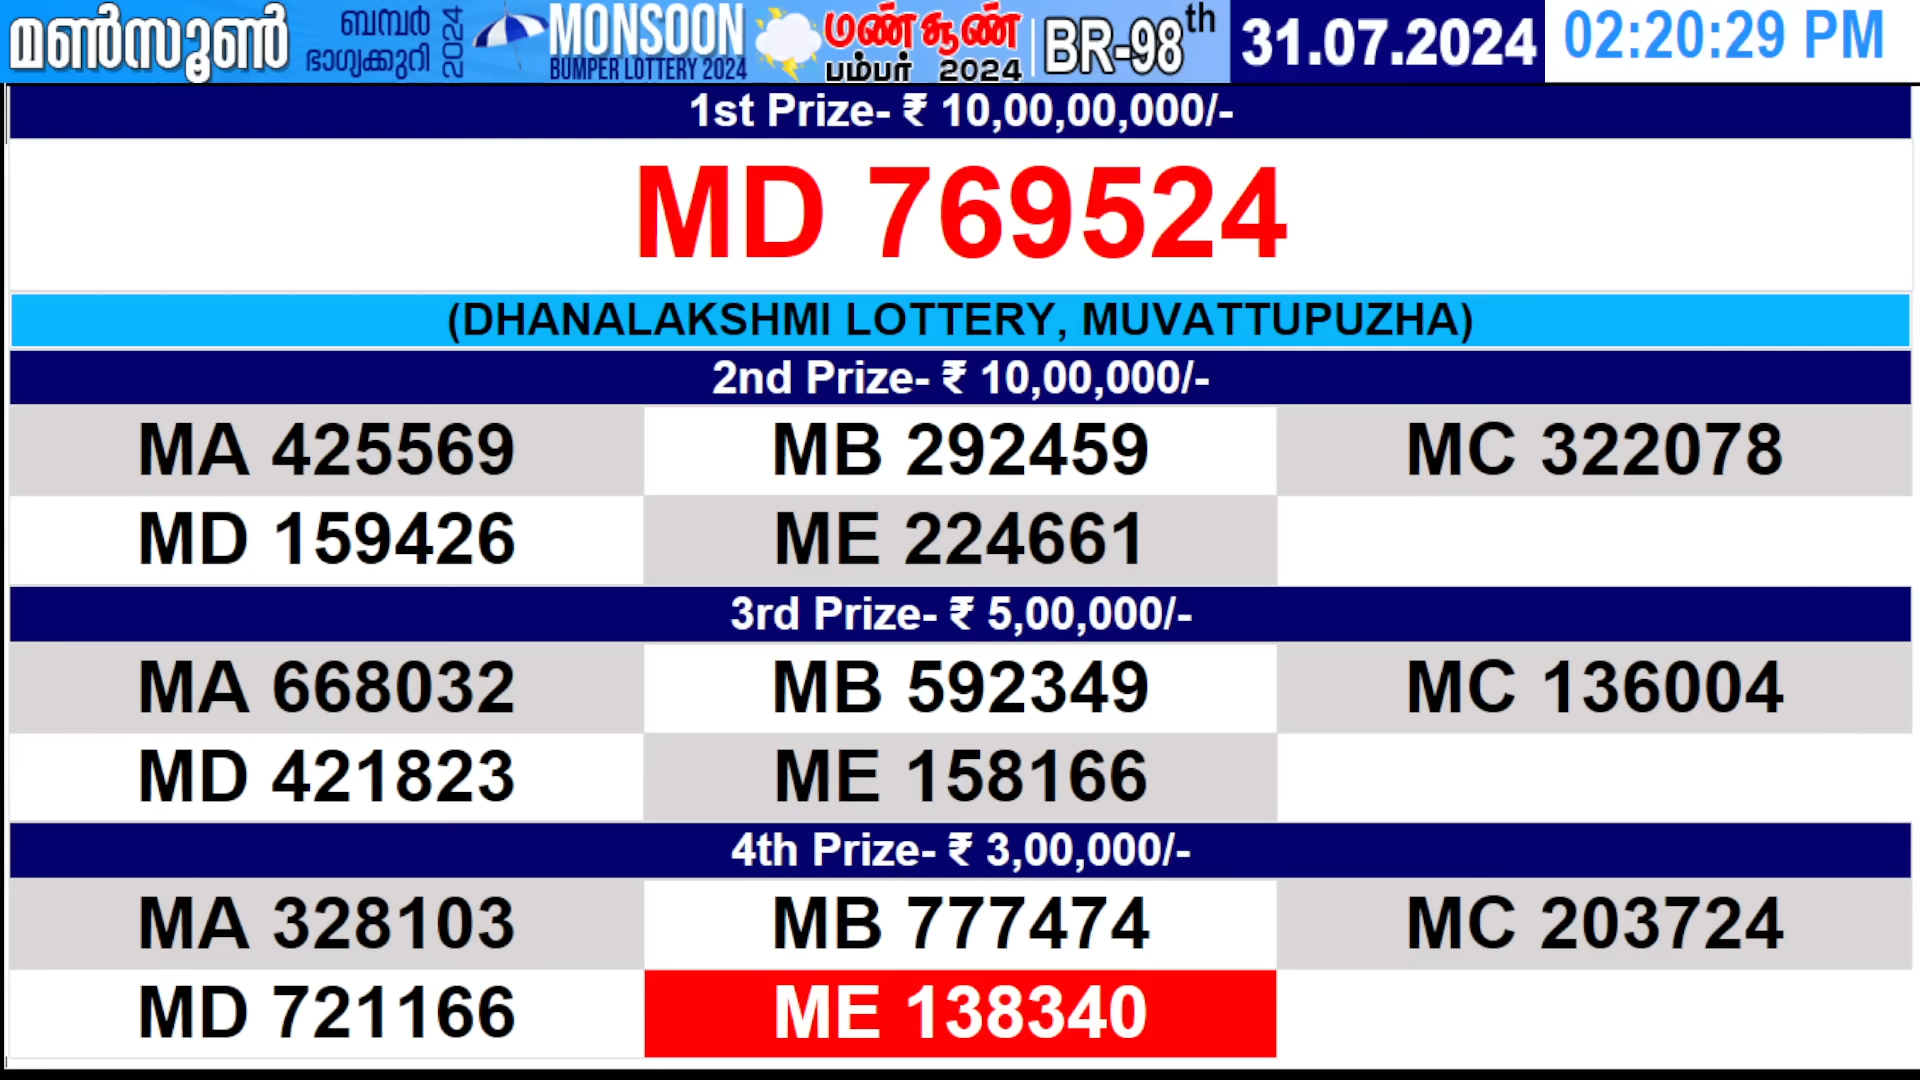 മൺസൂൺ ബമ്പർ ഭാഗ്യക്കുറി 2024 MONSOON BUMPER LOTTERY 2024 மண்சூண் பம்பர் 2024 BR-98th 31.07.2024 02:20:29 PM
1st Prize- ₹ 10,00,00,000/-
MD 769524
(DHANALAKSHMI LOTTERY, MUVATTUPUZHA)
2nd Prize- ₹ 10,00,000/-
MA 425569 MB 292459 MC 322078
MD 159426 ME 224661
3rd Prize- ₹ 5,00,000/-
MA 668032 MB 592349 MC 136004
MD 421823 ME 158166
4th Prize- ₹ 3,00,000/-
MA 328103 MB 777474 MC 203724
MD 721166 ME 138340